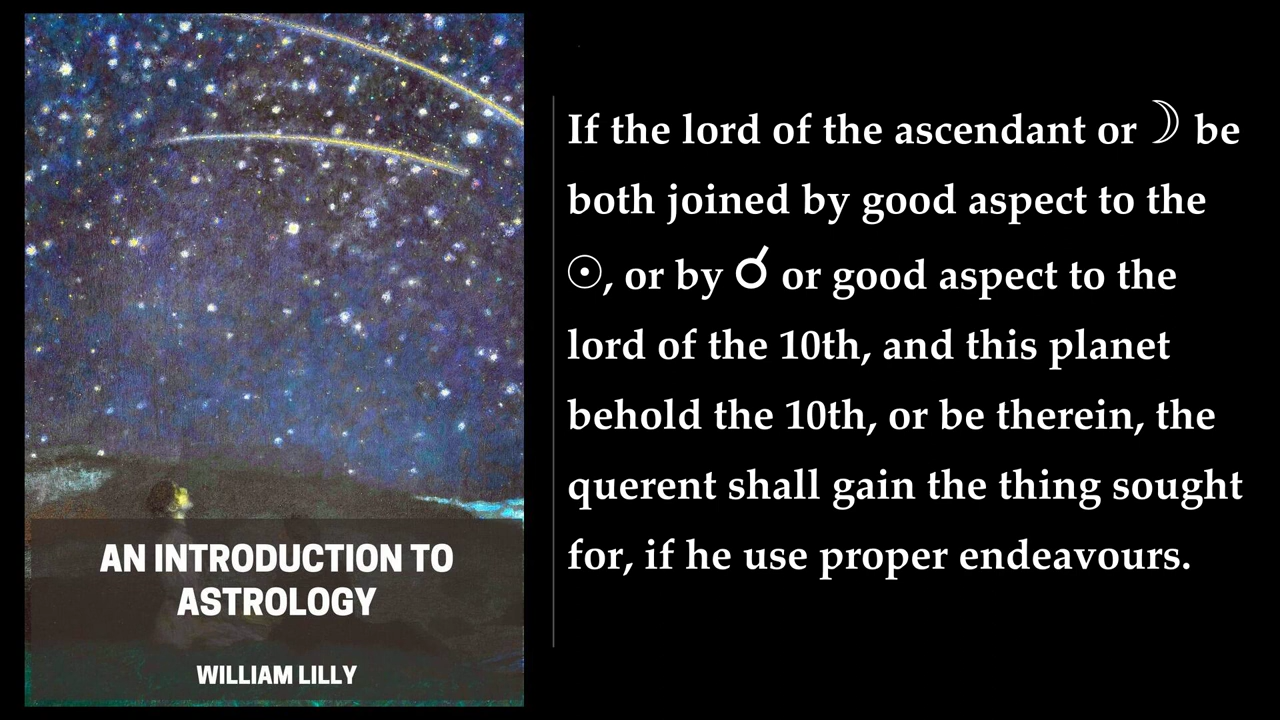 AN INTRODUCTION TO
ASTROLOGY
WILLIAM LILLY
If the lord of the ascendant or ☽ be
both joined by good aspect to the
☉, or by ☌ or good aspect to the
lord of the 10th, and this planet
behold the 10th, or be therein, the
querent shall gain the thing sought
for, if he use proper endeavours.